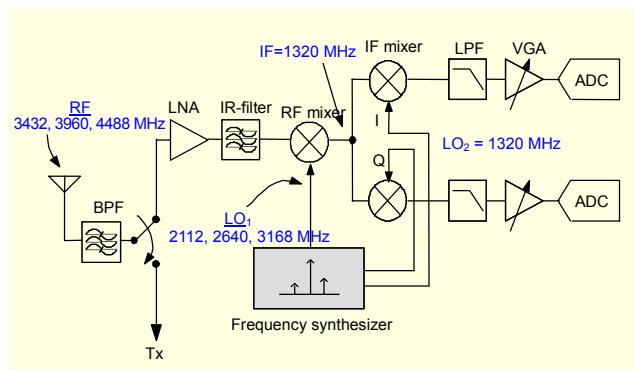 IF=1320 MHz
IF mixer
LPF
VGA
RF
3432, 3960, 4488 MHz
LNA
IR-filter
RF mixer
ADC
I
Q
LO₂ = 1320 MHz
BPF
LO₁
2112, 2640, 3168 MHz
ADC
Frequency synthesizer
Tx